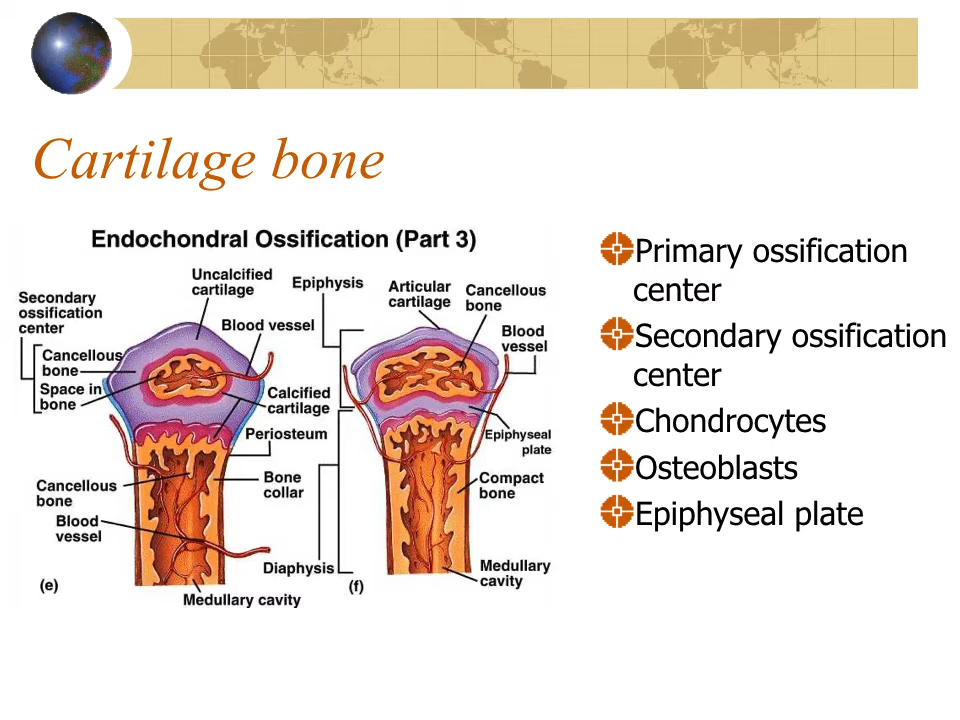 Cartilage bone
Endochondral Ossification (Part 3)
Uncalcified
cartilage
Epiphysis
Articular
cartilage
Cancellous
bone
Secondary
ossification
center
Blood vessel
Blood
vessel
Cancellous
bone
Space in
bone
Calcified
cartilage
Periosteum
Epiphyseal
plate
Cancellous
bone
Bone
collar
Compact
bone
Blood
vessel
Diaphysis
Medullary
cavity
(e)
(f)
Medullary cavity
Primary ossification
center
Secondary ossification
center
Chondrocytes
Osteoblasts
Epiphyseal plate